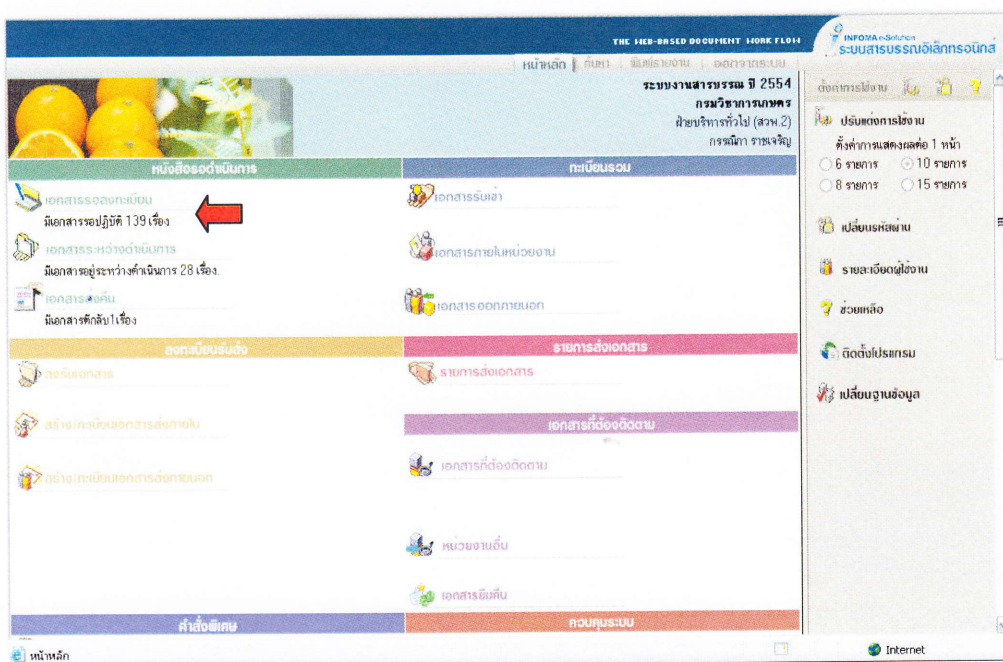 THE WEB-BASED DOCUMENT WORK FLOW
INFOMA e-Solution
ระบบสารบรรณอิเล็กทรอนิกส์
หน้าหลัก | ค้นหา | พิมพ์รายงาน | ออกจากระบบ
ระบบงานสารบรรณ ปี 2554
กรมวิชาการเกษตร
ฝ่ายบริหารทั่วไป (สวพ.2)
กรรณิกา ราชเจริญ
หนังสือรอดำเนินการ
เอกสารรอลงทะเบียน
มีเอกสารรอปฏิบัติ 139 เรื่อง
เอกสารระหว่างดำเนินการ
มีเอกสารอยู่ระหว่างดำเนินการ 28 เรื่อง.
เอกสารส่งคืน
มีเอกสารตีกลับ1เรื่อง
ทะเบียนรวม
เอกสารรับเข้า
เอกสารภายในหน่วยงาน
เอกสารออกภายนอก
ลงทะเบียนรับส่ง
ลงรับเอกสาร
สร้าง/ทะเบียนเอกสารส่งภายใน
สร้าง/ทะเบียนเอกสารส่งภายนอก
รายการส่งเอกสาร
รายการส่งเอกสาร
เอกสารที่ต้องติดตาม
เอกสารที่ต้องติดตาม
หน่วยงานอื่น
เอกสารยืมคืน
คำสั่งพิเศษ
ควบคุมระบบ
ตั้งค่าการใช้งาน
ปรับแต่งการใช้งาน
ตั้งค่าการแสดงผลต่อ 1 หน้า
6 รายการ 10 รายการ
8 รายการ 15 รายการ
เปลี่ยนรหัสผ่าน
รายละเอียดผู้ใช้งาน
ช่วยเหลือ
ติดตั้งโปรแกรม
เปลี่ยนฐานข้อมูล
หน้าหลัก
Internet